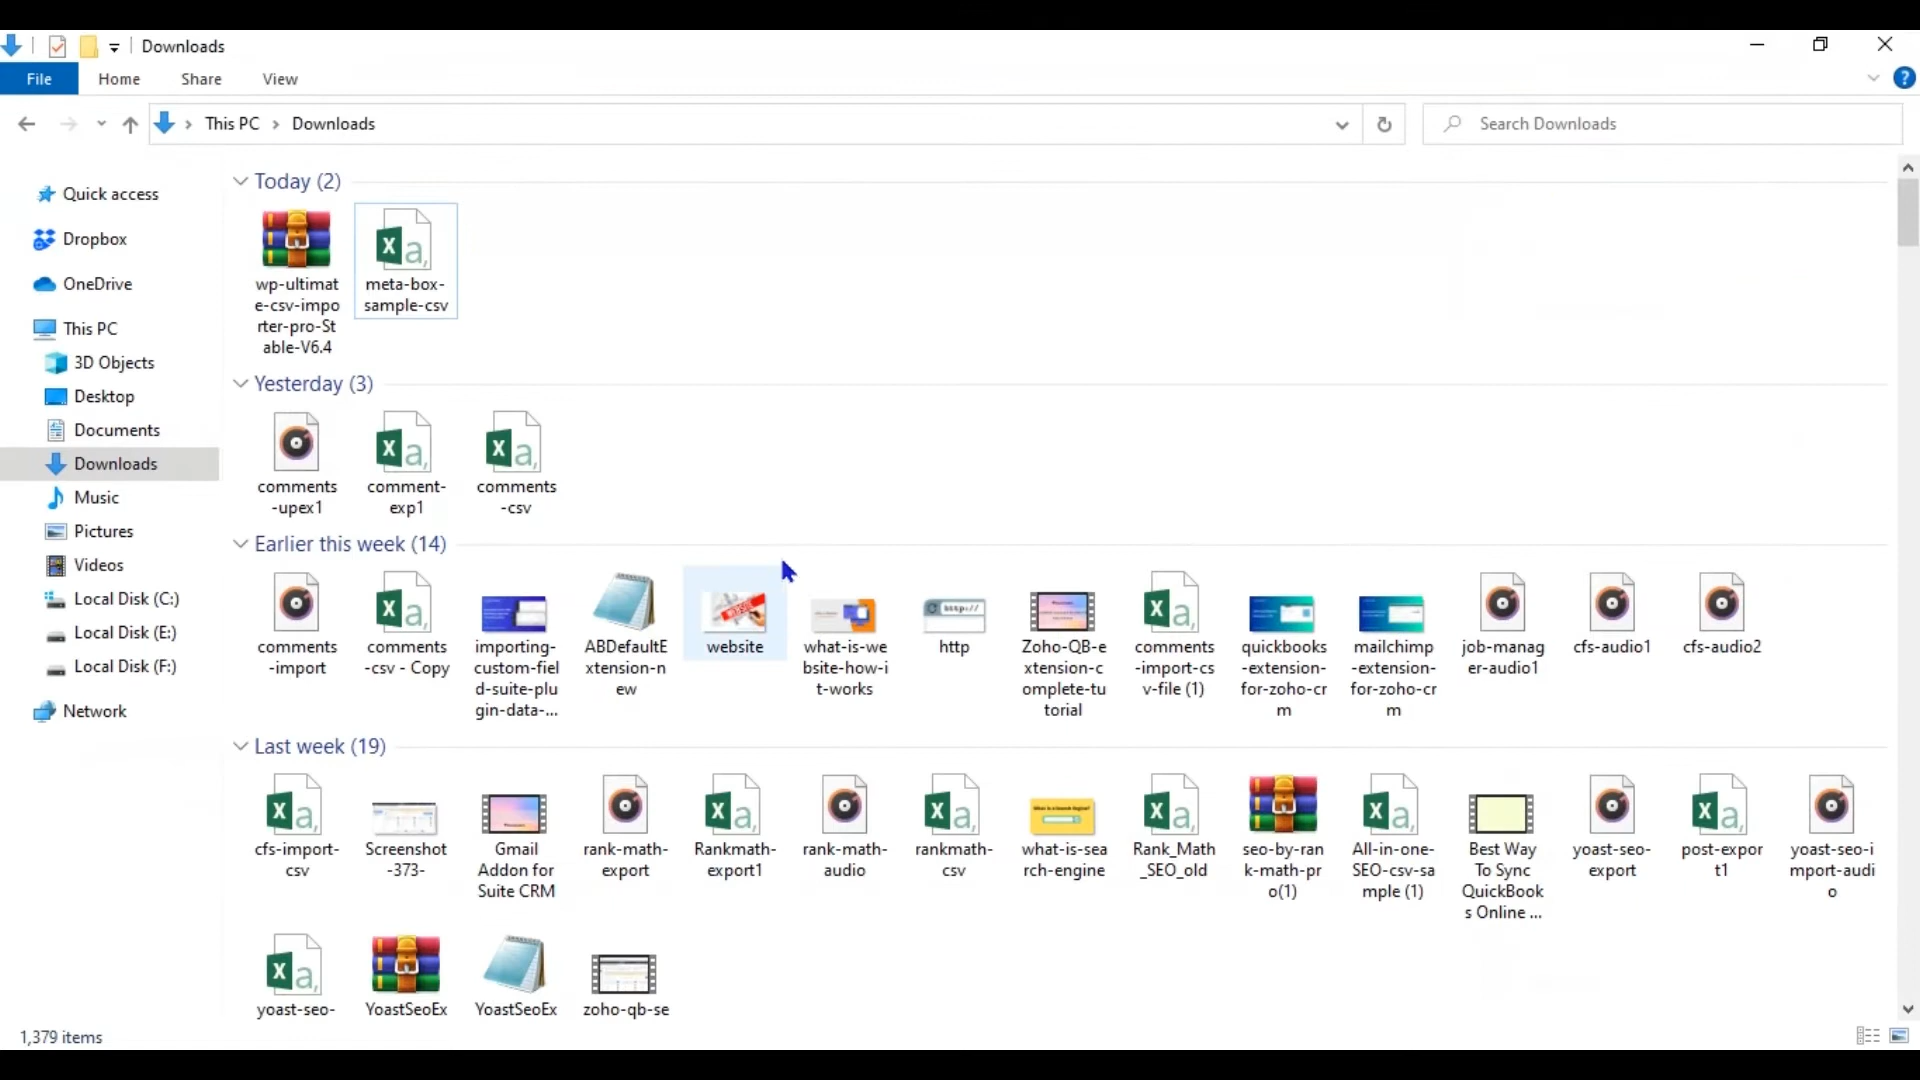 Downloads
File Home Share View ?
This PC > Downloads
Search Downloads
Quick access
Dropbox
OneDrive
This PC
3D Objects
Desktop
Documents
Downloads
Music
Pictures
Videos
Local Disk (C:)
Local Disk (E:)
Local Disk (F:)
Network
Today (2)
wp-ultimat
e-csv-impo
rter-pro-St
able-V6.4
meta-box-
sample-csv
Yesterday (3)
comments
-upex1
comment-
exp1
comments
-csv
Earlier this week (14)
comments
-import
comments
-csv - Copy
importing-
custom-fiel
d-suite-plu
gin-data-...
ABDefaultE
xtension-n
ew
website
what-is-we
bsite-how-i
t-works
http://
http
Zoho-QB-e
xtension-c
omplete-tu
torial
comments
-import-cs
v-file (1)
quickbooks
-extension-
for-zoho-cr
m
mailchimp
-extension-
for-zoho-cr
m
job-manag
er-audio1
cfs-audio1
cfs-audio2
Last week (19)
cfs-import-
csv
Screenshot
-373-
Gmail
Addon for
Suite CRM
rank-math-
export
Rankmath-
export1
rank-math-
audio
rankmath-
csv
What is a Search Engine?
what-is-sea
rch-engine
Rank_Math
_SEO_old
seo-by-ran
k-math-pr
o(1)
All-in-one-
SEO-csv-sa
mple (1)
Best Way
To Sync
QuickBook
s Online ...
yoast-seo-
export
post-expor
t1
yoast-seo-i
mport-audi
o
yoast-seo-
YoastSeoEx
YoastSeoEx
zoho-qb-se
1,379 items